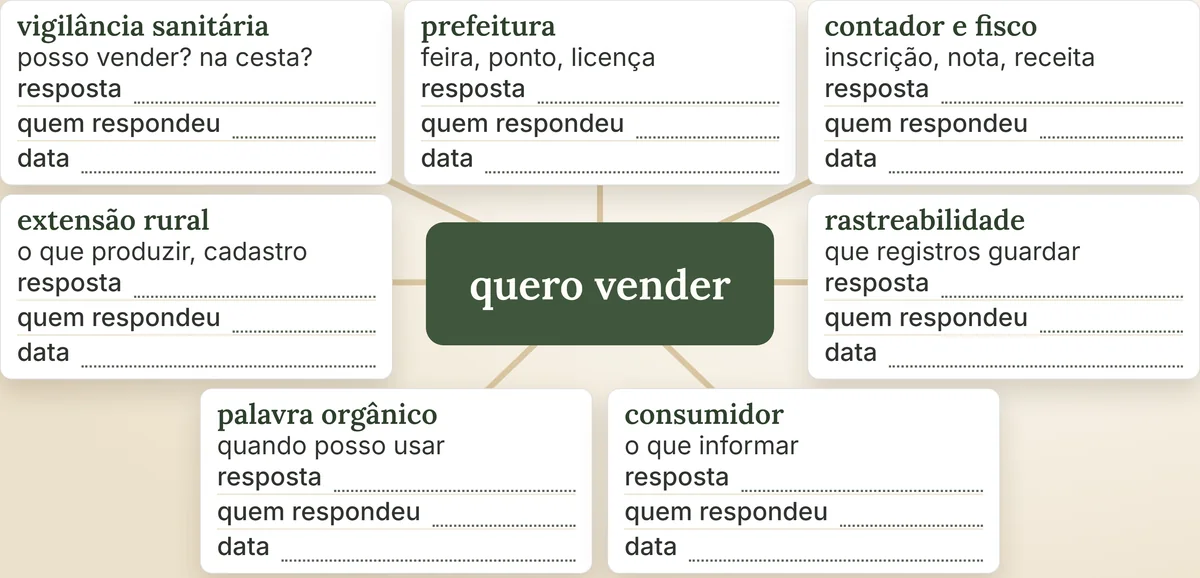 vigilância sanitária
posso vender? na cesta?
resposta
quem respondeu
data
prefeitura
feira, ponto, licença
resposta
quem respondeu
data
contador e fisco
inscrição, nota, receita
resposta
quem respondeu
data
extensão rural
o que produzir, cadastro
resposta
quem respondeu
data
quero vender
rastreabilidade
que registros guardar
resposta
quem respondeu
data
palavra orgânico
quando posso usar
resposta
quem respondeu
data
consumidor
o que informar
resposta
quem respondeu
data